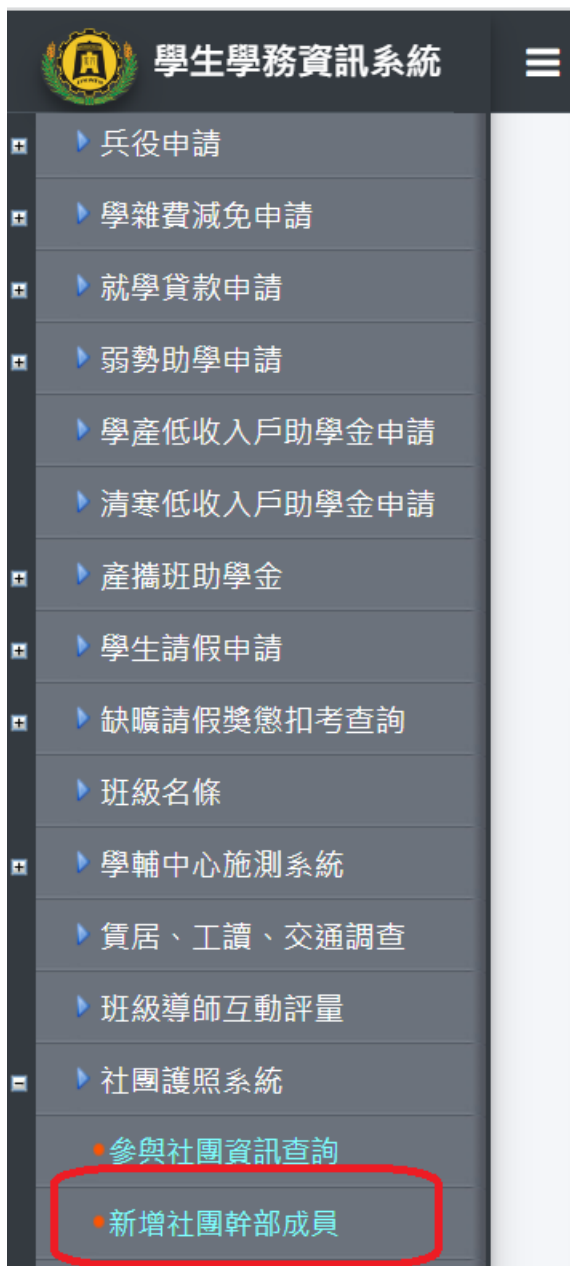 學生學務資訊系統
兵役申請
學雜費減免申請
就學貸款申請
弱勢助學申請
學產低收入戶助學金申請
清寒低收入戶助學金申請
產攜班助學金
學生請假申請
缺曠請假獎懲扣考查詢
班級名條
學輔中心施測系統
賃居、工讀、交通調查
班級導師互動評量
社團護照系統
參與社團資訊查詢
新增社團幹部成員